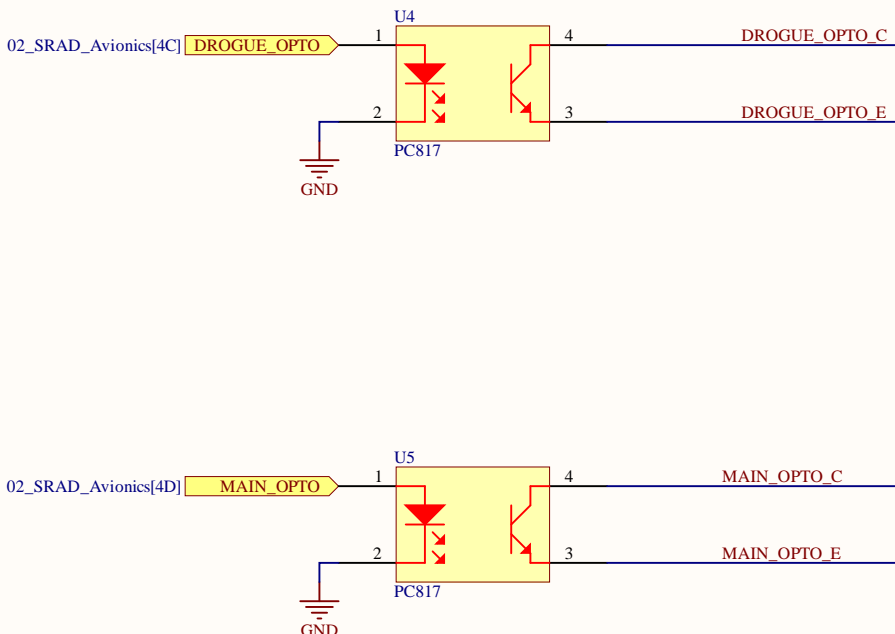 U4
02_SRAD_Avionics[4C] DROGUE_OPTO 1 4 DROGUE_OPTO_C
2 3 DROGUE_OPTO_E
PC817
GND
U5
02_SRAD_Avionics[4D] MAIN_OPTO 1 4 MAIN_OPTO_C
2 3 MAIN_OPTO_E
PC817
GND